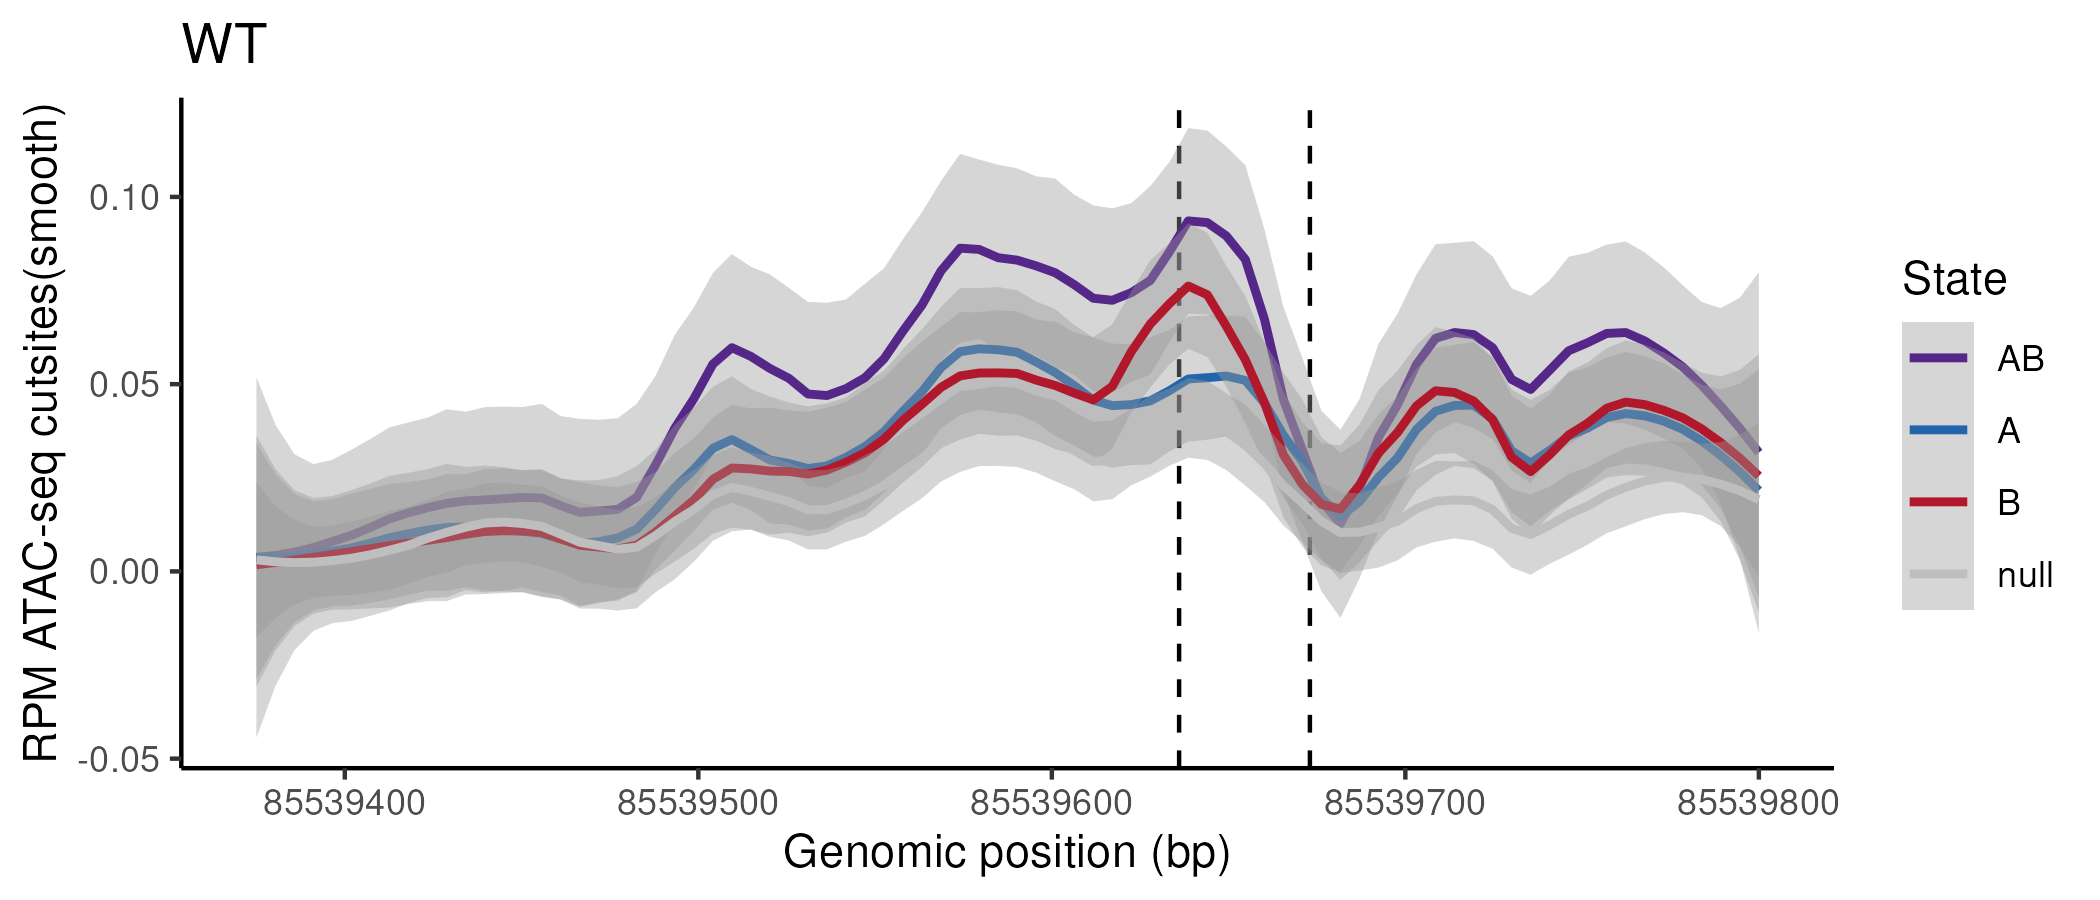 WT
RPM ATAC-seq cutsites(smooth)
0.10
0.05
0.00
-0.05
85539400 85539500 85539600 85539700 85539800
Genomic position (bp)
State
AB
A
B
null